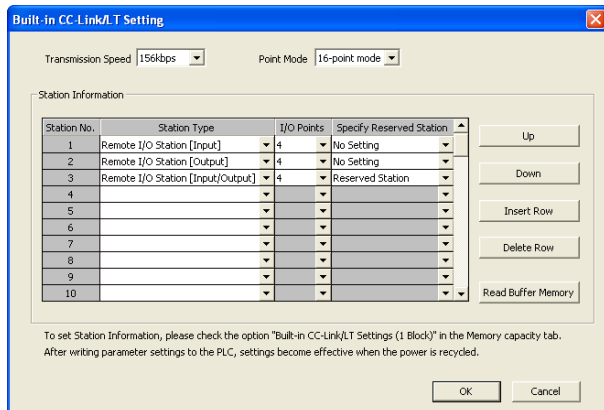 Built-in CC-Link/LT Setting
Transmission Speed 156kbps Point Mode 16-point mode
Station Information
Station No. Station Type I/O Points Specify Reserved Station
1 Remote I/O Station [Input] 4 No Setting
2 Remote I/O Station [Output] 4 No Setting
3 Remote I/O Station [Input/Output] 4 Reserved Station
4
5
6
7
8
9
10
Up
Down
Insert Row
Delete Row
Read Buffer Memory
To set Station Information, please check the option "Built-in CC-Link/LT Settings (1 Block)" in the Memory capacity tab.
After writing parameter settings to the PLC, settings become effective when the power is recycled.
OK Cancel